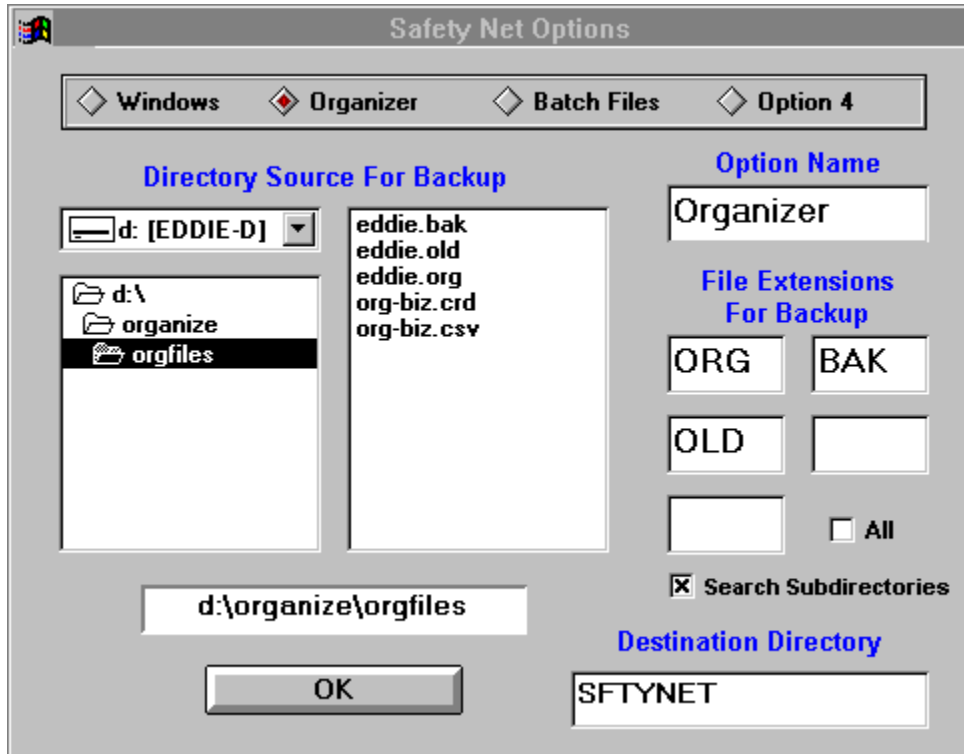 Safety Net Options
Windows Organizer Batch Files Option 4
Directory Source For Backup
d: [EDDIE-D]
d:\
organize
orgfiles
eddie.bak
eddie.old
eddie.org
org-biz.crd
org-biz.csv
d:\organize\orgfiles
OK
Option Name
Organizer
File Extensions
For Backup
ORG BAK
OLD
All
Search Subdirectories
Destination Directory
SFTYNET